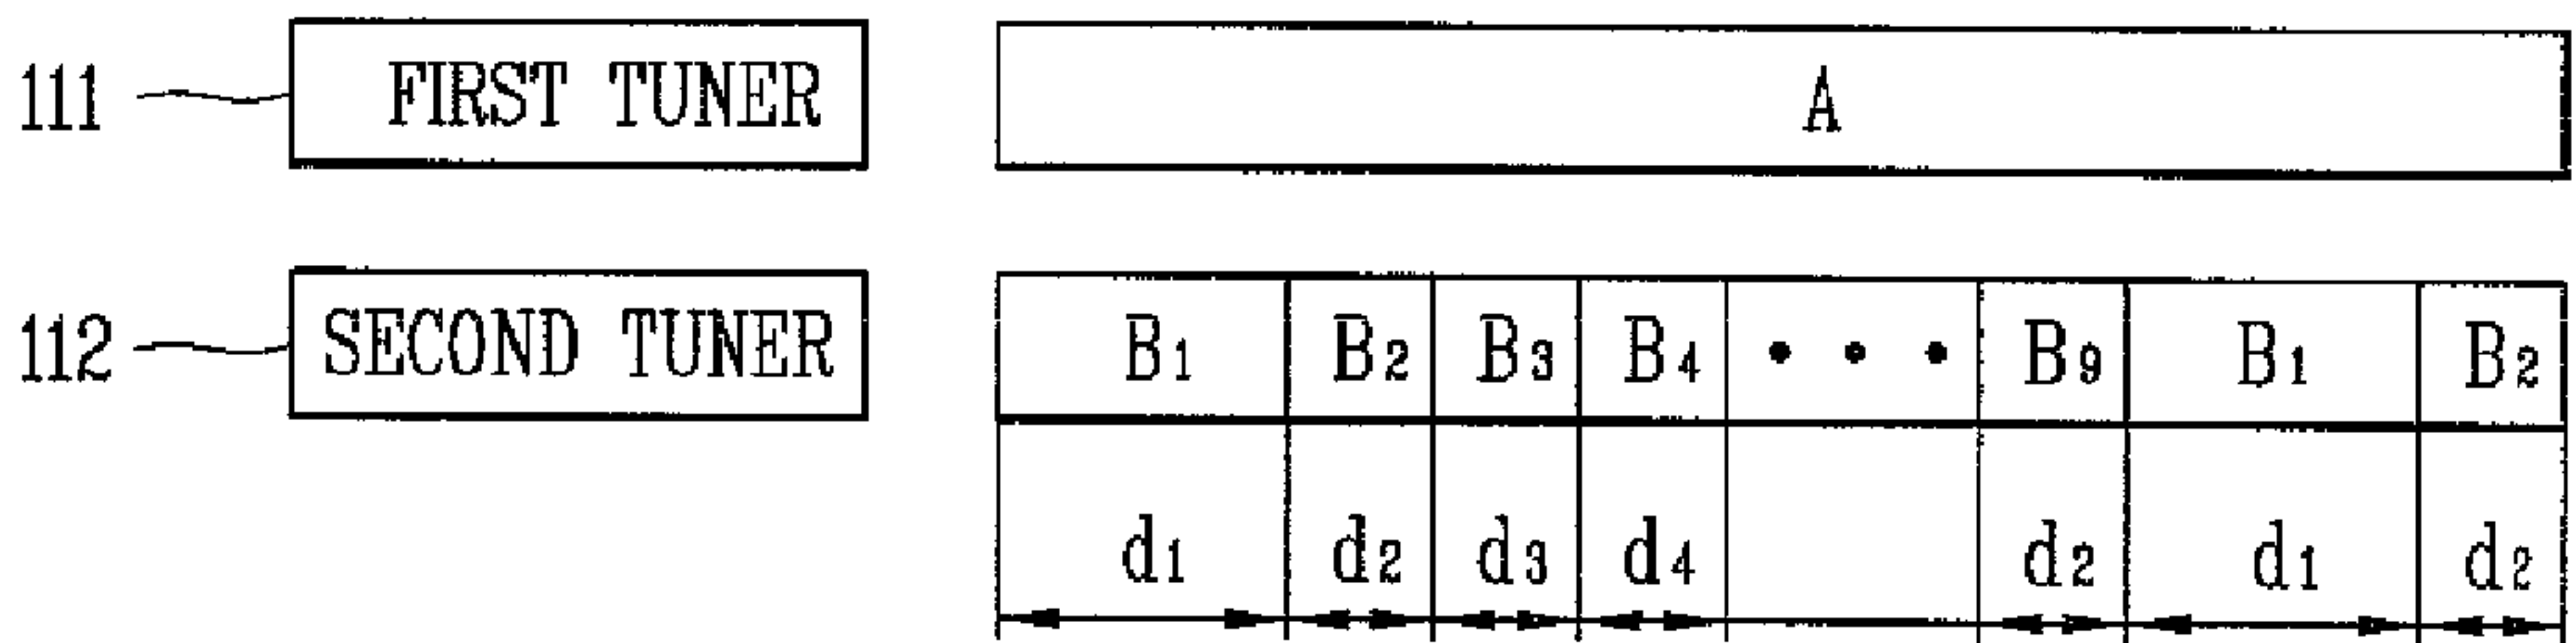 111 FIRST TUNER A
112 SECOND TUNER B1 B2 B3 B4 • • • B9 B1 B2
d1 d2 d3 d4 d2 d1 d2